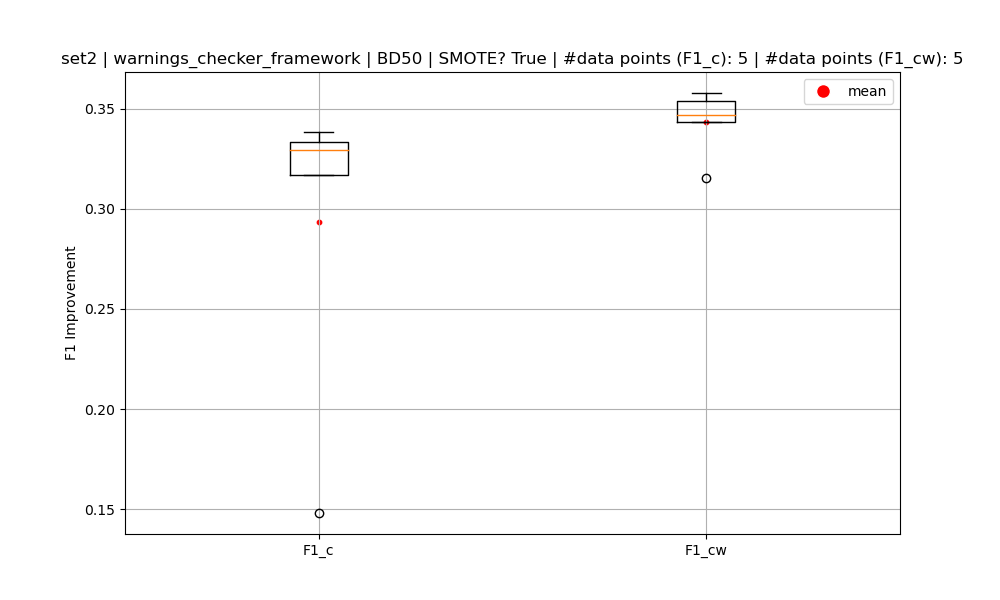 set2 | warnings_checker_framework | BD50 | SMOTE? True | #data points (F1_c): 5 | #data points (F1_cw): 5
mean
0.35
0.30
0.25
0.20
0.15
F1 Improvement
F1_c
F1_cw